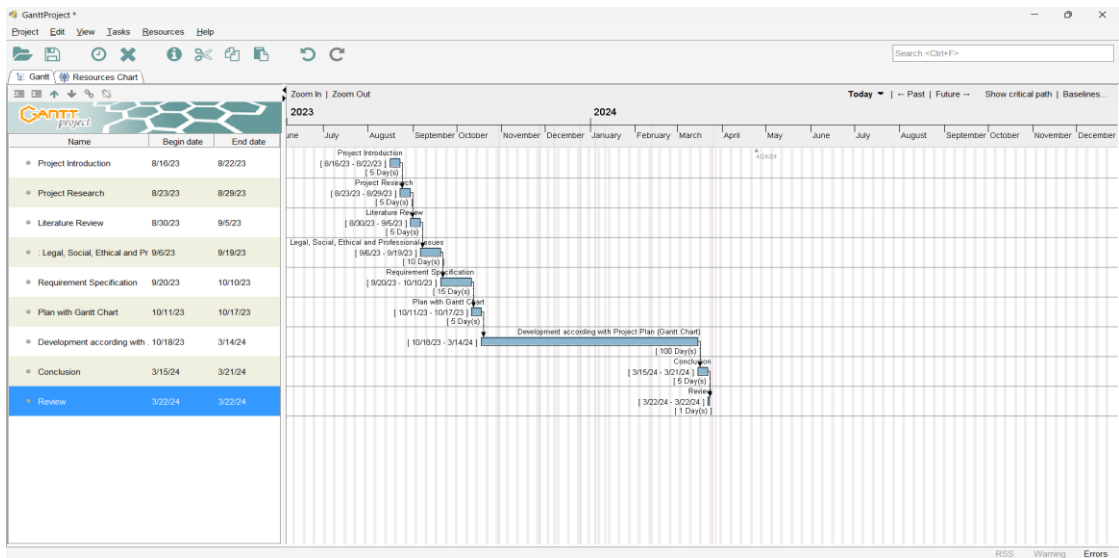 GanttProject *
Project Edit View Tasks Resources Help
Search <Ctrl+F>
Gantt Resources Chart
Zoom In | Zoom Out Today | ← Past | Future → Show critical path | Baselines...
GANTT project
2023 2024
Name Begin date End date
ne July August September October November December January February March April May June July August September October November December
4/24/24
Project Introduction 8/16/23 8/22/23
Project Introduction
[ 8/16/23 - 8/22/23 ]
[ 5 Day(s) ]
Project Research 8/23/23 8/29/23
Project Research
[ 8/23/23 - 8/29/23 ]
[ 5 Day(s) ]
Literature Review 8/30/23 9/5/23
Literature Review
[ 8/30/23 - 9/5/23 ]
[ 5 Day(s) ]
: Legal, Social, Ethical and Pr 9/6/23 9/19/23
Legal, Social, Ethical and Professional Issues
[ 9/6/23 - 9/19/23 ]
[ 10 Day(s) ]
Requirement Specification 9/20/23 10/10/23
Requirement Specification
[ 9/20/23 - 10/10/23 ]
[ 15 Day(s) ]
Plan with Gantt Chart 10/11/23 10/17/23
Plan with Gantt Chart
[ 10/11/23 - 10/17/23 ]
[ 5 Day(s) ]
Development according with . 10/18/23 3/14/24
Development according with Project Plan (Gantt Chart)
[ 10/18/23 - 3/14/24 ]
[ 100 Day(s) ]
Conclusion 3/15/24 3/21/24
Conclusion
[ 3/15/24 - 3/21/24 ]
[ 5 Day(s) ]
Review 3/22/24 3/22/24
Review
[ 3/22/24 - 3/22/24 ]
[ 1 Day(s) ]
RSS Warning Errors